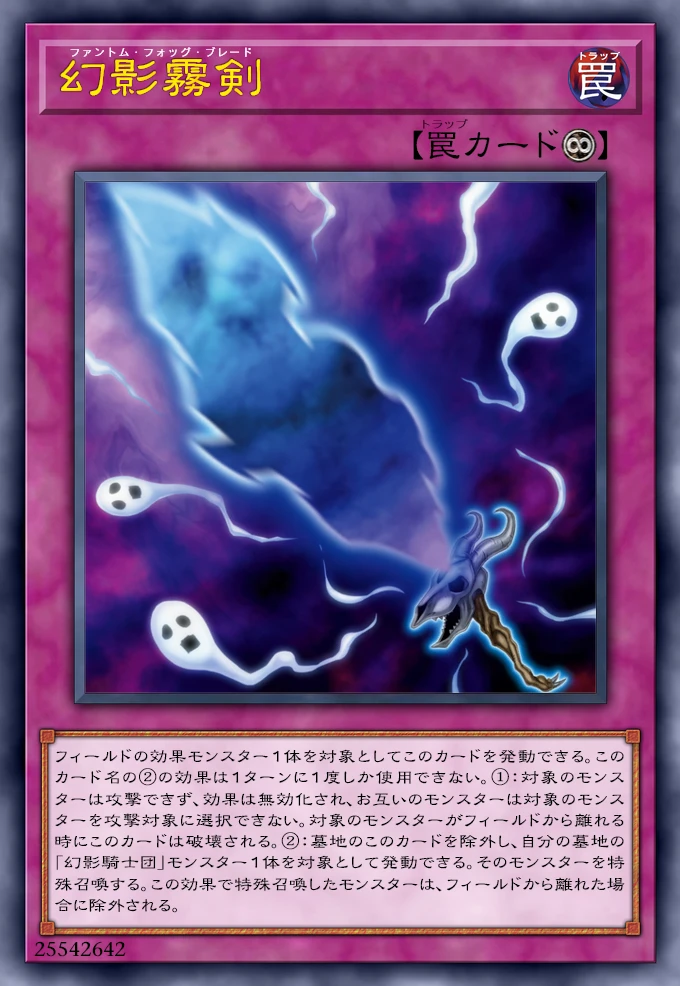 ファントム・フォッグ・ブレード
幻影霧剣
トラップ
罠
トラップ
【罠カード♾】
フィールドの効果モンスター1体を対象としてこのカードを発動できる。この
カード名の②の効果は1ターンに1度しか使用できない。①：対象のモンス
ターは攻撃できず、効果は無効化され、お互いのモンスターは対象のモンス
ターを攻撃対象に選択できない。対象のモンスターがフィールドから離れる
時にこのカードは破壊される。②：墓地のこのカードを除外し、自分の墓地の
「幻影騎士団」モンスター1体を対象として発動できる。そのモンスターを特
殊召喚する。この効果で特殊召喚したモンスターは、フィールドから離れた場
合に除外される。
25542642